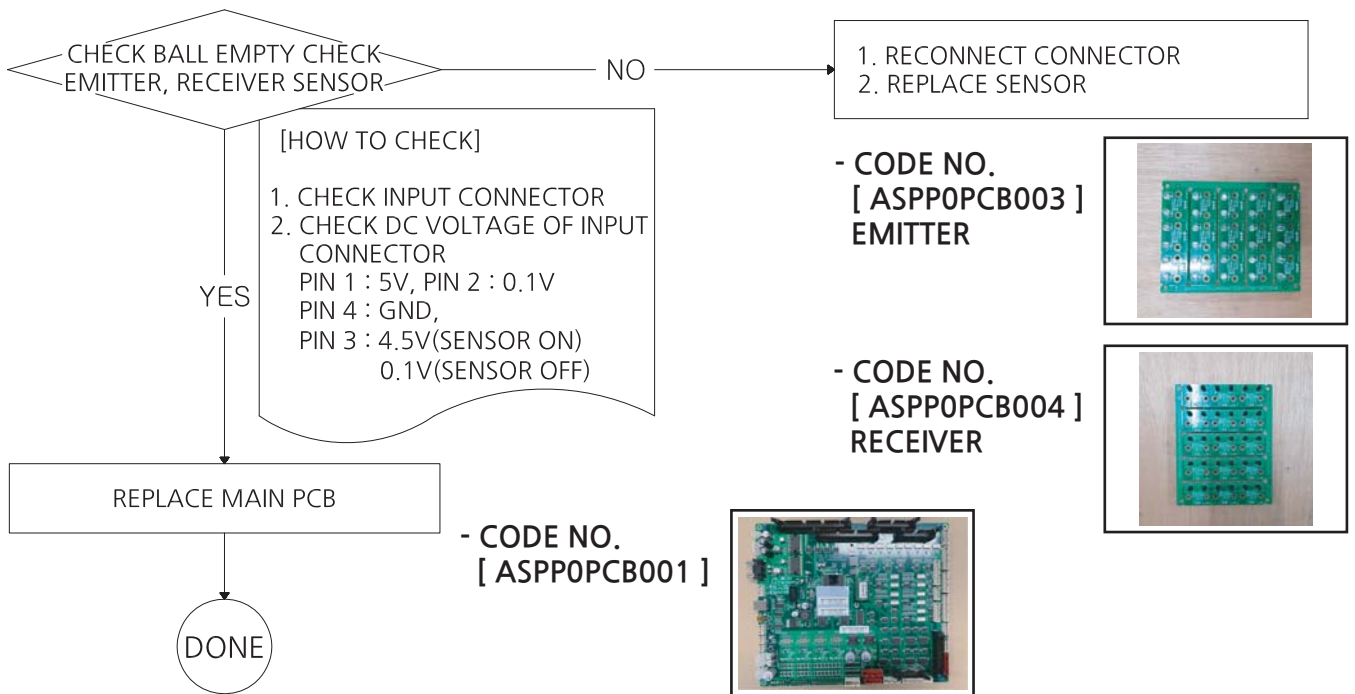 CHECK BALL EMPTY CHECK
EMITTER, RECEIVER SENSOR
NO
1. RECONNECT CONNECTOR
2. REPLACE SENSOR
[HOW TO CHECK]
1. CHECK INPUT CONNECTOR
2. CHECK DC VOLTAGE OF INPUT
CONNECTOR
PIN 1 : 5V, PIN 2 : 0.1V
PIN 4 : GND,
PIN 3 : 4.5V(SENSOR ON)
0.1V(SENSOR OFF)
YES
- CODE NO.
[ ASPP0PCB003 ]
EMITTER
- CODE NO.
[ ASPP0PCB004 ]
RECEIVER
REPLACE MAIN PCB
- CODE NO.
[ ASPP0PCB001 ]
DONE